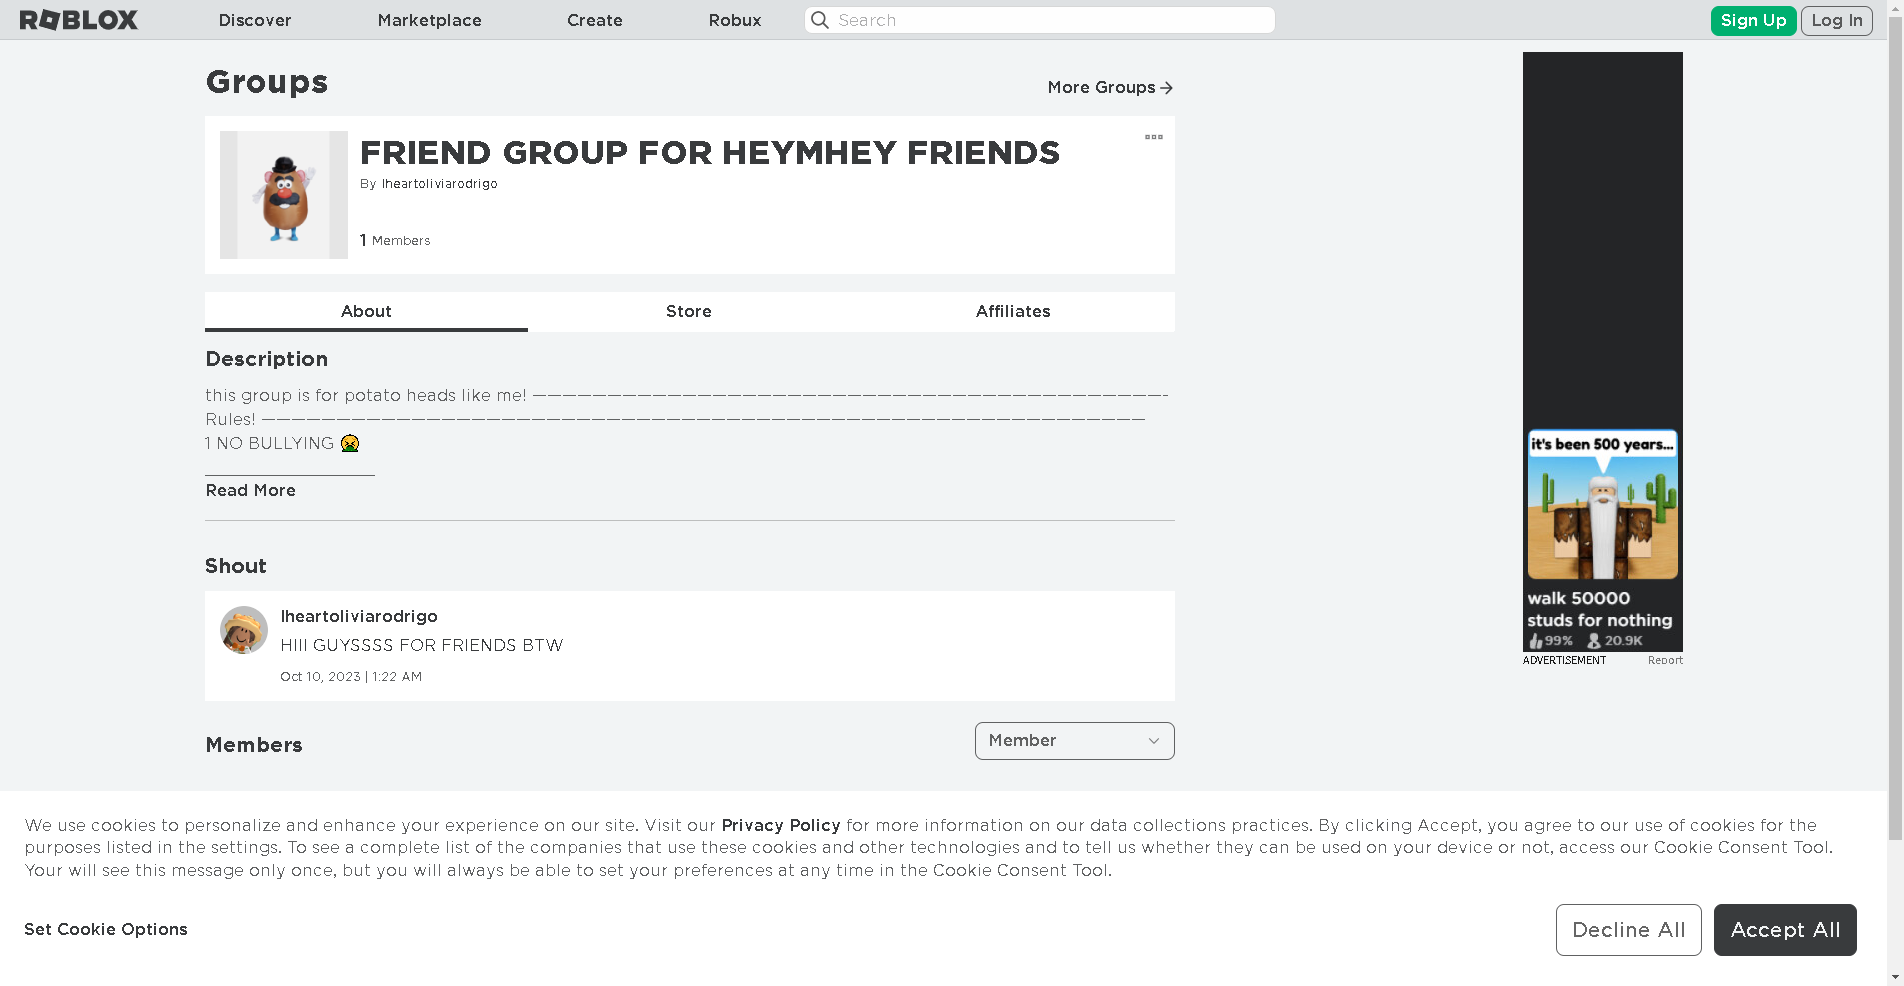 ROBLOX Discover Marketplace Create Robux Search Sign Up Log In
Groups
More Groups
FRIEND GROUP FOR HEYMHEY FRIENDS
By Iheartoliviarodrigo
1 Members
About Store Affiliates
Description
this group is for potato heads like me! ——————————————————————————————————————————-
Rules! ———————————————————————————————————————————————————————————
1 NO BULLYING 🤮
_________________
Read More
Shout
Iheartoliviarodrigo
HIII GUYSSSS FOR FRIENDS BTW
Oct 10, 2023 | 1:22 AM
Members
Member
it's been 500 years...
walk 50000
studs for nothing
99% 20.9K
ADVERTISEMENT Report
We use cookies to personalize and enhance your experience on our site. Visit our Privacy Policy for more information on our data collections practices. By clicking Accept, you agree to our use of cookies for the
purposes listed in the settings. To see a complete list of the companies that use these cookies and other technologies and to tell us whether they can be used on your device or not, access our Cookie Consent Tool.
Your will see this message only once, but you will always be able to set your preferences at any time in the Cookie Consent Tool.
Set Cookie Options
Decline All
Accept All